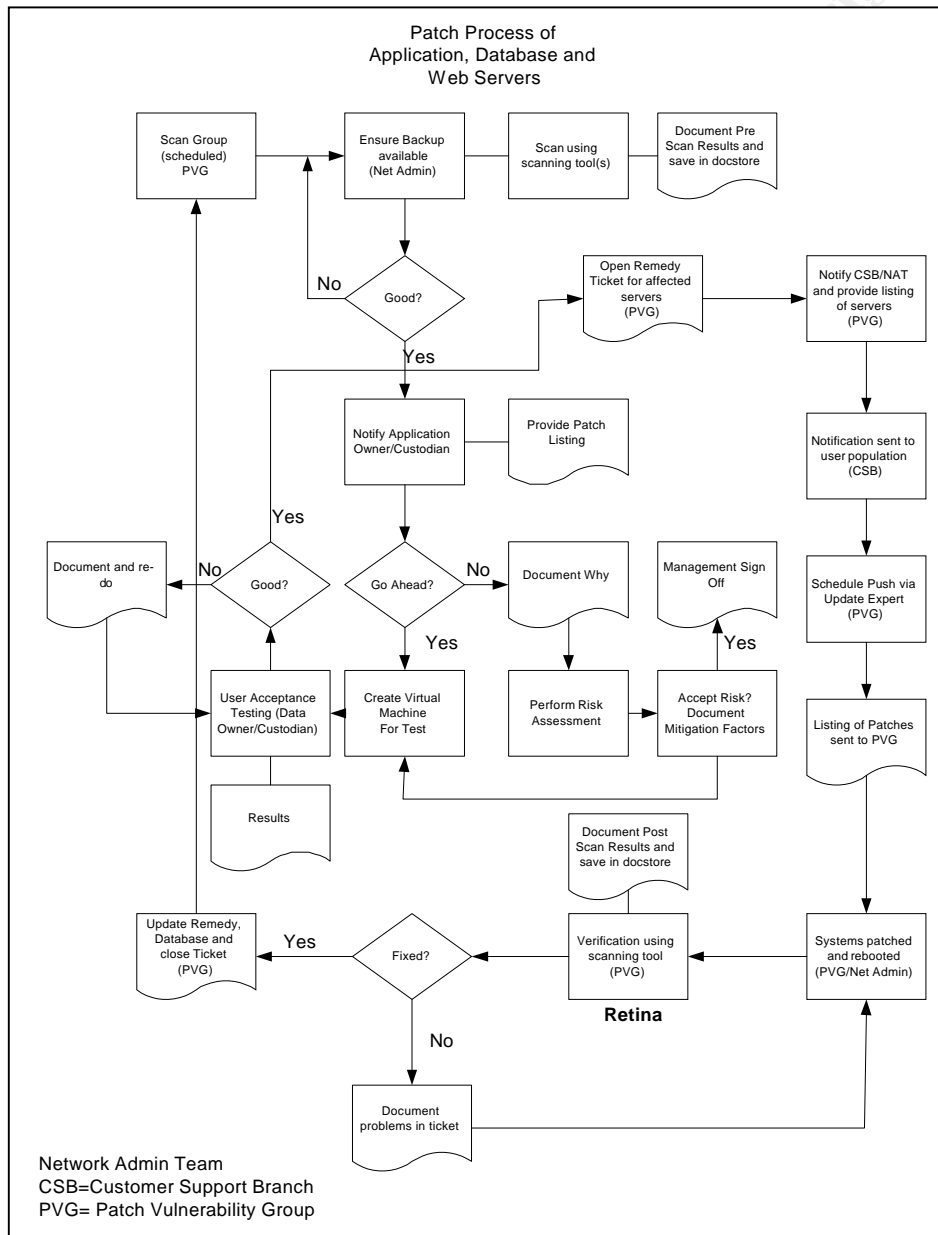 Patch Process of
Application, Database and
Web Servers
Scan Group
(scheduled)
PVG
Ensure Backup
available
(Net Admin)
Scan using
scanning tool(s)
Document Pre
Scan Results and
save in docstore
No
Good?
Open Remedy
Ticket for affected
servers
(PVG)
Notify CSB/NAT
and provide listing
of servers
(PVG)
Yes
Notify Application
Owner/Custodian
Provide Patch
Listing
Notification sent to
user population
(CSB)
Yes
Document and re-
do
No
Good?
Go Ahead?
No
Document Why
Management Sign
Off
Schedule Push via
Update Expert
(PVG)
Yes
Yes
User Acceptance
Testing (Data
Owner/Custodian)
Create Virtual
Machine
For Test
Perform Risk
Assessment
Accept Risk?
Document
Mitigation Factors
Listing of Patches
sent to PVG
Results
Document Post
Scan Results and
save in docstore
Update Remedy,
Database and
close Ticket
(PVG)
Yes
Fixed?
Verification using
scanning tool
(PVG)
Systems patched
and rebooted
(PVG/Net Admin)
Retina
No
Document
problems in ticket
Network Admin Team
CSB=Customer Support Branch
PVG= Patch Vulnerability Group